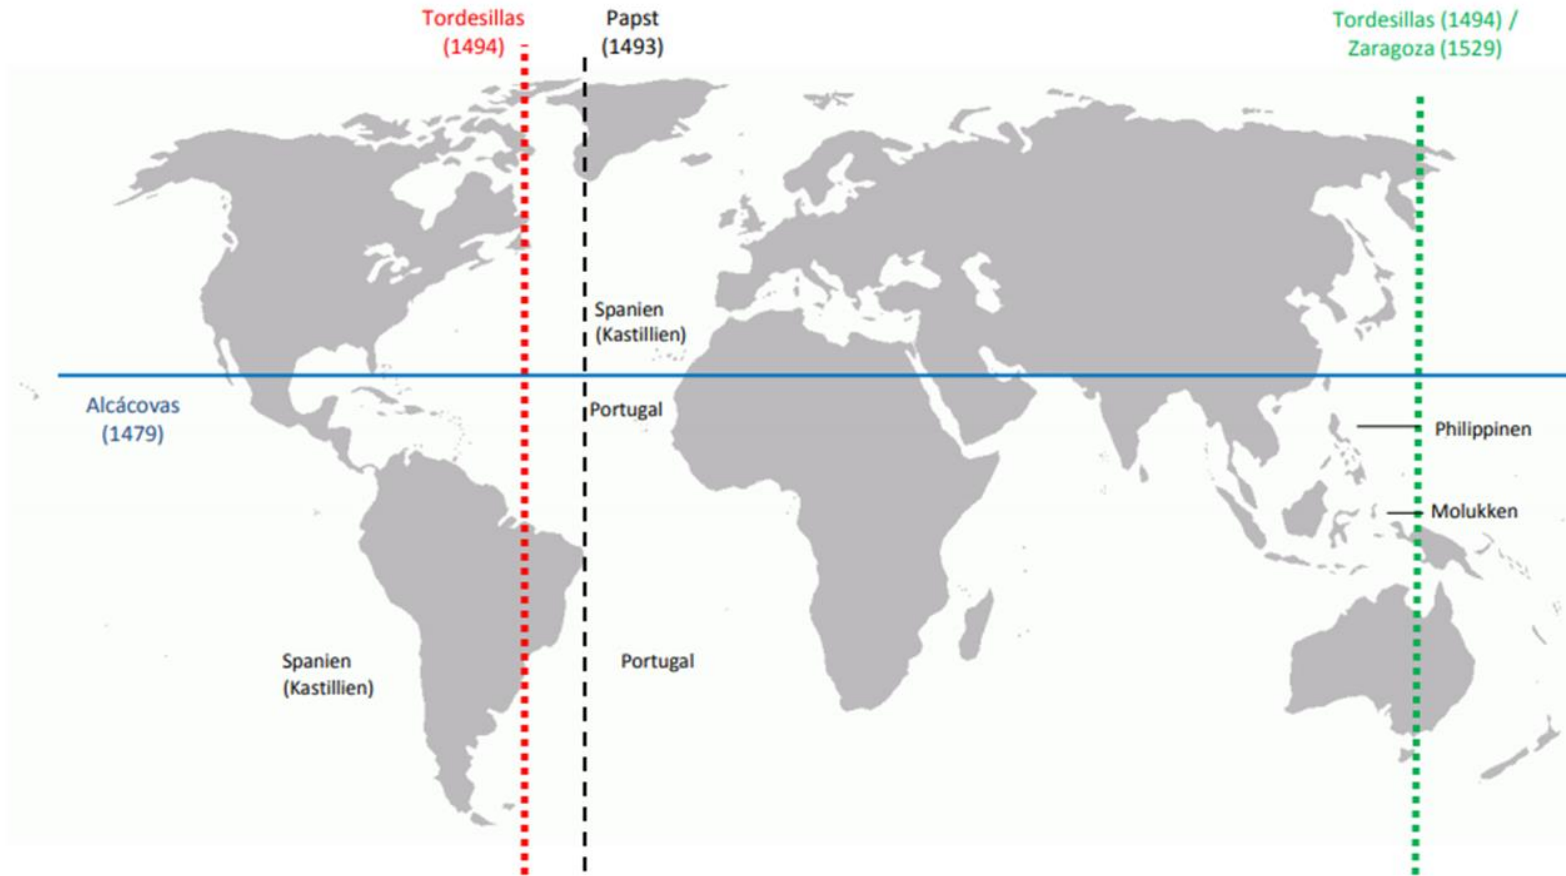 Tordesillas
(1494)
Papst
(1493)
Tordesillas (1494) /
Zaragoza (1529)
Spanien
(Kastillien)
Alcácovas
(1479)
Portugal
Philippinen
Molukken
Spanien
(Kastillien)
Portugal